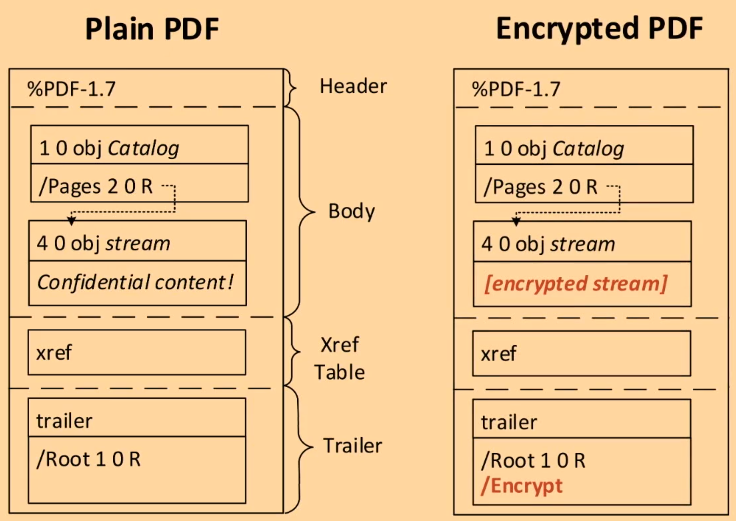 Plain PDF
%PDF-1.7
1 0 obj Catalog
/Pages 2 0 R
4 0 obj stream
Confidential content!
xref
trailer
/Root 1 0 R
Header
Body
Xref
Table
Trailer
Encrypted PDF
%PDF-1.7
1 0 obj Catalog
/Pages 2 0 R
4 0 obj stream
[encrypted stream]
xref
trailer
/Root 1 0 R
/Encrypt